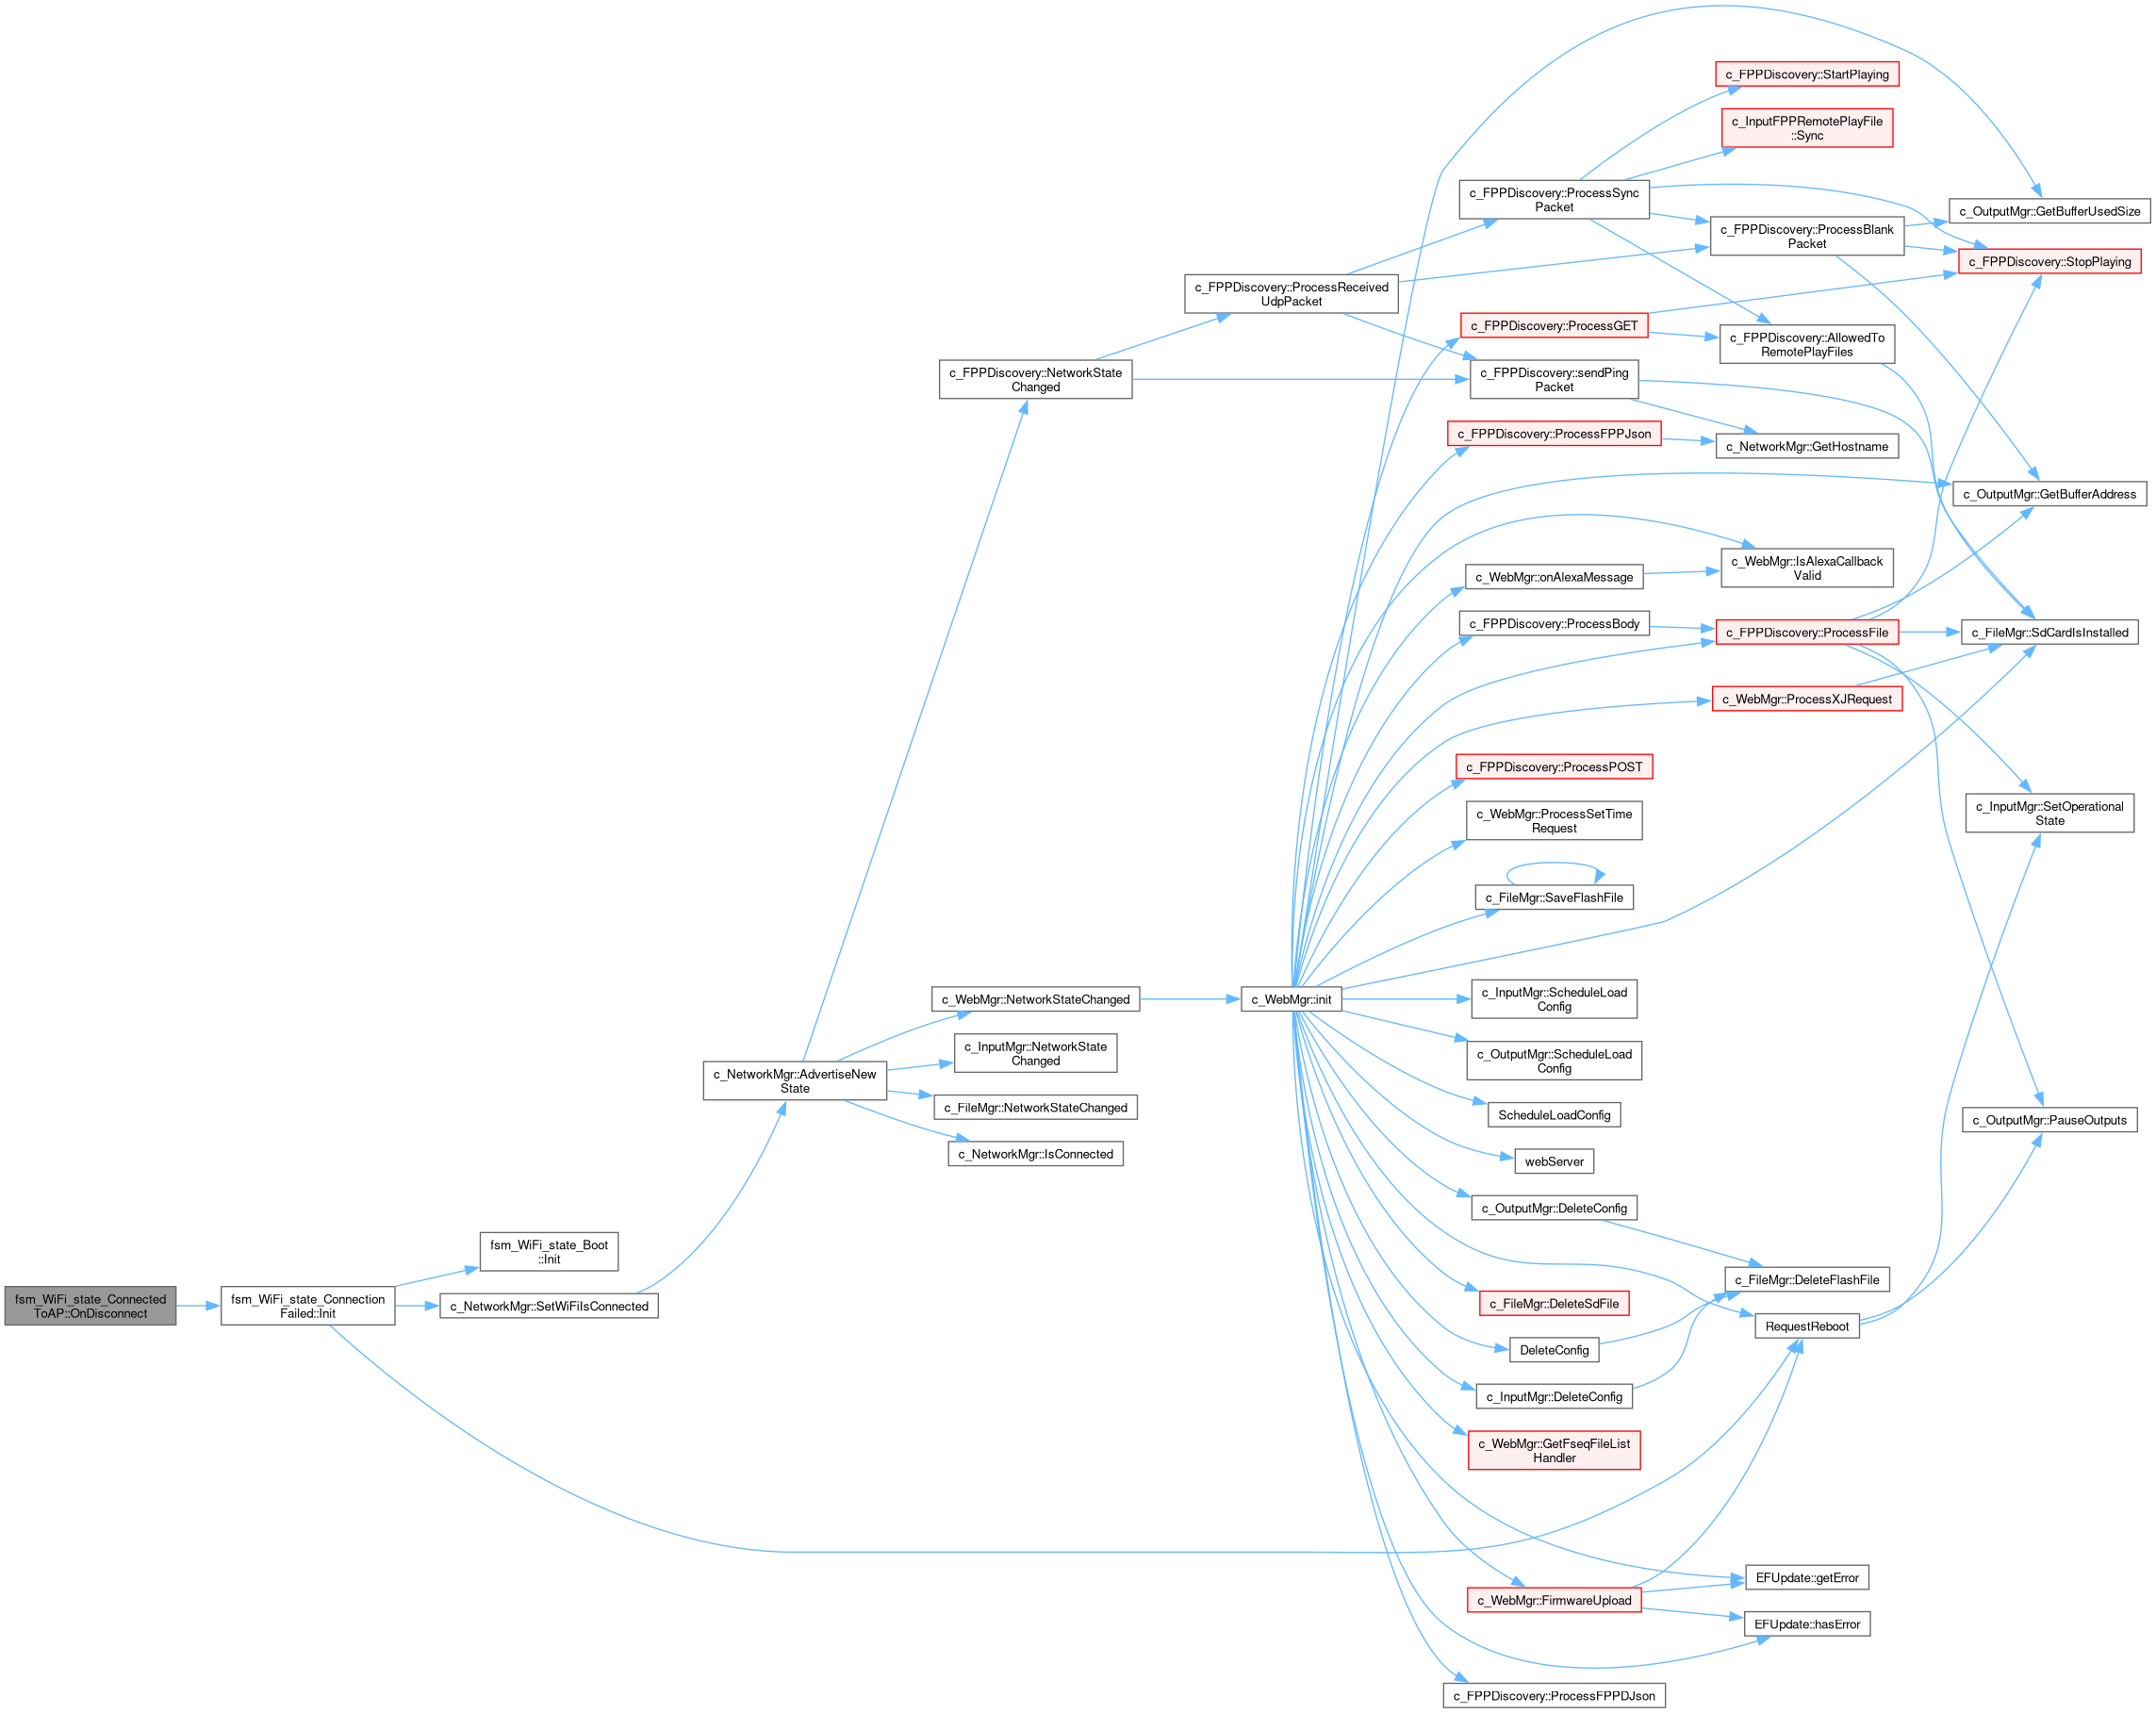 fsm_WiFi_state_Connected
ToAP::OnDisconnect
fsm_WiFi_state_Connection
Failed::Init
fsm_WiFi_state_Boot
::Init
c_NetworkMgr::SetWiFiIsConnected
c_NetworkMgr::AdvertiseNew
State
c_FPPDiscovery::NetworkState
Changed
c_WebMgr::NetworkStateChanged
c_InputMgr::NetworkState
Changed
c_FileMgr::NetworkStateChanged
c_NetworkMgr::IsConnected
c_FPPDiscovery::ProcessReceived
UdpPacket
c_WebMgr::init
c_FPPDiscovery::ProcessSync
Packet
c_FPPDiscovery::ProcessGET
c_FPPDiscovery::sendPing
Packet
c_FPPDiscovery::ProcessFPPJson
c_WebMgr::onAlexaMessage
c_FPPDiscovery::ProcessBody
c_FPPDiscovery::ProcessPOST
c_WebMgr::ProcessSetTime
Request
c_FileMgr::SaveFlashFile
c_InputMgr::ScheduleLoad
Config
c_OutputMgr::ScheduleLoad
Config
ScheduleLoadConfig
webServer
c_OutputMgr::DeleteConfig
c_FileMgr::DeleteSdFile
DeleteConfig
c_InputMgr::DeleteConfig
c_WebMgr::GetFseqFileList
Handler
c_WebMgr::FirmwareUpload
c_FPPDiscovery::ProcessFPPDJson
c_FPPDiscovery::StartPlaying
c_InputFPPRemotePlayFile
::Sync
c_FPPDiscovery::ProcessBlank
Packet
c_FPPDiscovery::AllowedTo
RemotePlayFiles
c_NetworkMgr::GetHostname
c_WebMgr::IsAlexaCallback
Valid
c_FPPDiscovery::ProcessFile
c_WebMgr::ProcessXJRequest
c_FileMgr::DeleteFlashFile
RequestReboot
EFUpdate::getError
EFUpdate::hasError
c_OutputMgr::GetBufferUsedSize
c_FPPDiscovery::StopPlaying
c_OutputMgr::GetBufferAddress
c_FileMgr::SdCardIsInstalled
c_InputMgr::SetOperational
State
c_OutputMgr::PauseOutputs